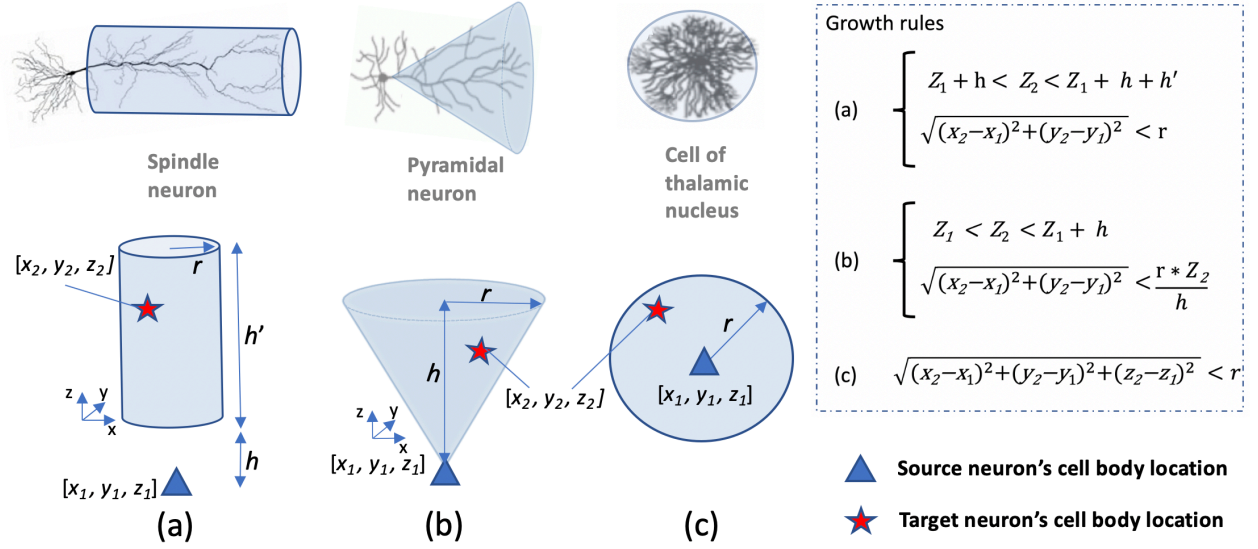 Spindle
neuron
Pyramidal
neuron
Cell of
thalamic
nucleus
[x₂, y₂, z₂]
r
h’
z
y
x
h
[x₁, y₁, z₁]
(a)
r
h
[x₂, y₂, z₂]
z
y
x
[x₁, y₁, z₁]
(b)
r
[x₁, y₁, z₁]
(c)
Growth rules
(a)
Z₁ + h < Z₂ < Z₁ + h + h′
√(x₂−x₁)²+(y₂−y₁)² < r
(b)
Z₁ < Z₂ < Z₁ + h
√(x₂−x₁)²+(y₂−y₁)² < r ∗ Z₂ / h
(c) √(x₂−x₁)²+(y₂−y₁)²+(z₂−z₁)² < r
Source neuron’s cell body location
Target neuron’s cell body location